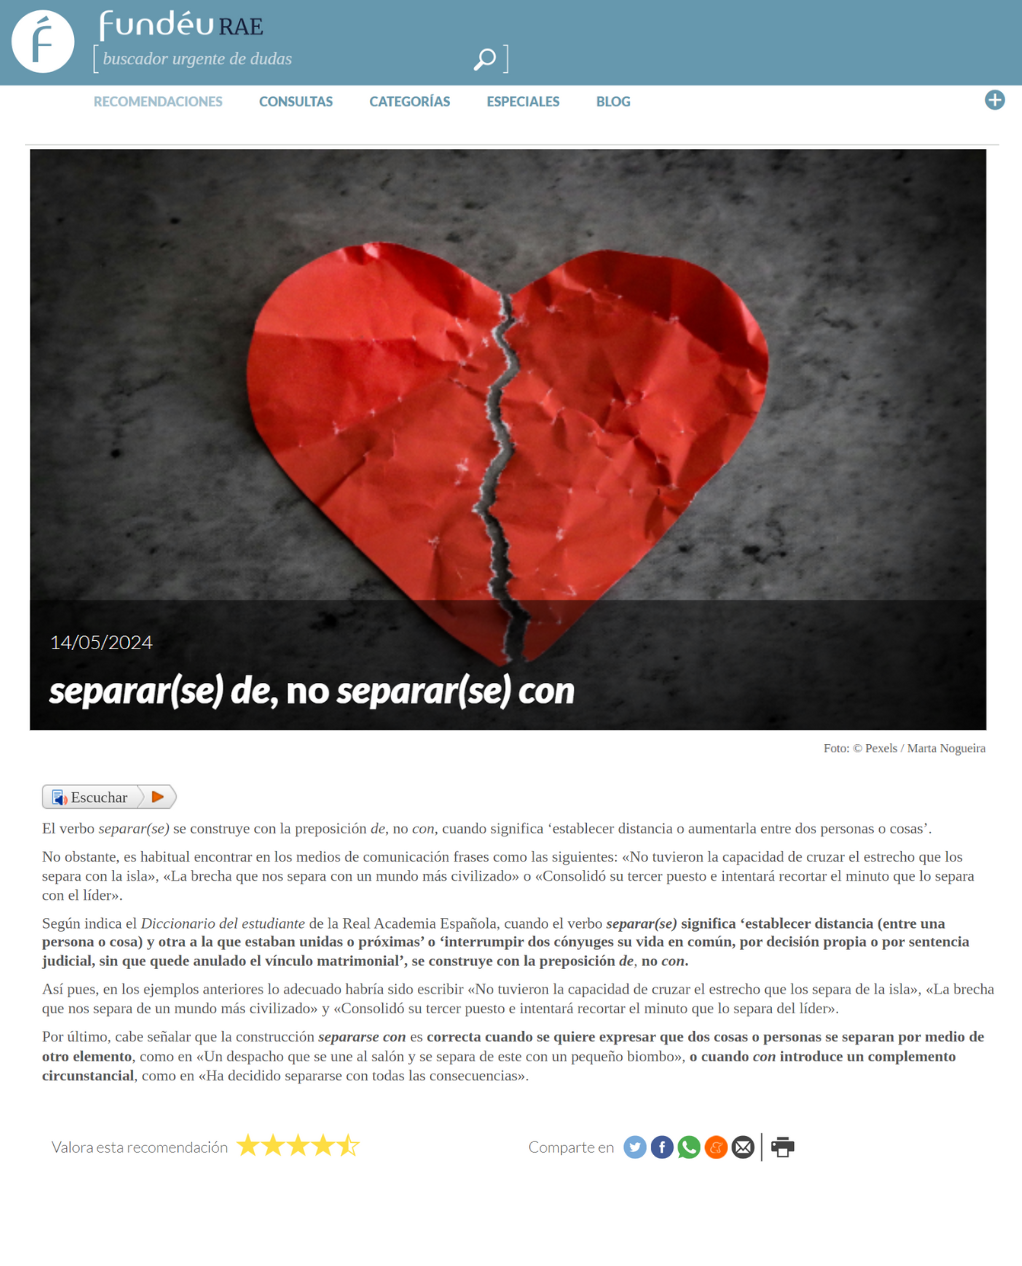 fundéu RAE
buscador urgente de dudas
RECOMENDACIONES CONSULTAS CATEGORÍAS ESPECIALES BLOG
14/05/2024
separar(se) de, no separar(se) con
Foto: © Pexels / Marta Nogueira
Escuchar
El verbo separar(se) se construye con la preposición de, no con, cuando significa ‘establecer distancia o aumentarla entre dos personas o cosas’.
No obstante, es habitual encontrar en los medios de comunicación frases como las siguientes: «No tuvieron la capacidad de cruzar el estrecho que los
separa con la isla», «La brecha que nos separa con un mundo más civilizado» o «Consolidó su tercer puesto e intentará recortar el minuto que lo separa
con el líder».
Según indica el Diccionario del estudiante de la Real Academia Española, cuando el verbo separar(se) significa ‘establecer distancia (entre una
persona o cosa) y otra a la que estaban unidas o próximas’ o ‘interrumpir dos cónyuges su vida en común, por decisión propia o por sentencia
judicial, sin que quede anulado el vínculo matrimonial’, se construye con la preposición de, no con.
Así pues, en los ejemplos anteriores lo adecuado habría sido escribir «No tuvieron la capacidad de cruzar el estrecho que los separa de la isla», «La brecha
que nos separa de un mundo más civilizado» y «Consolidó su tercer puesto e intentará recortar el minuto que lo separa del líder».
Por último, cabe señalar que la construcción separarse con es correcta cuando se quiere expresar que dos cosas o personas se separan por medio de
otro elemento, como en «Un despacho que se une al salón y se separa de este con un pequeño biombo», o cuando con introduce un complemento
circunstancial, como en «Ha decidido separarse con todas las consecuencias».
Valora esta recomendación
Comparte en